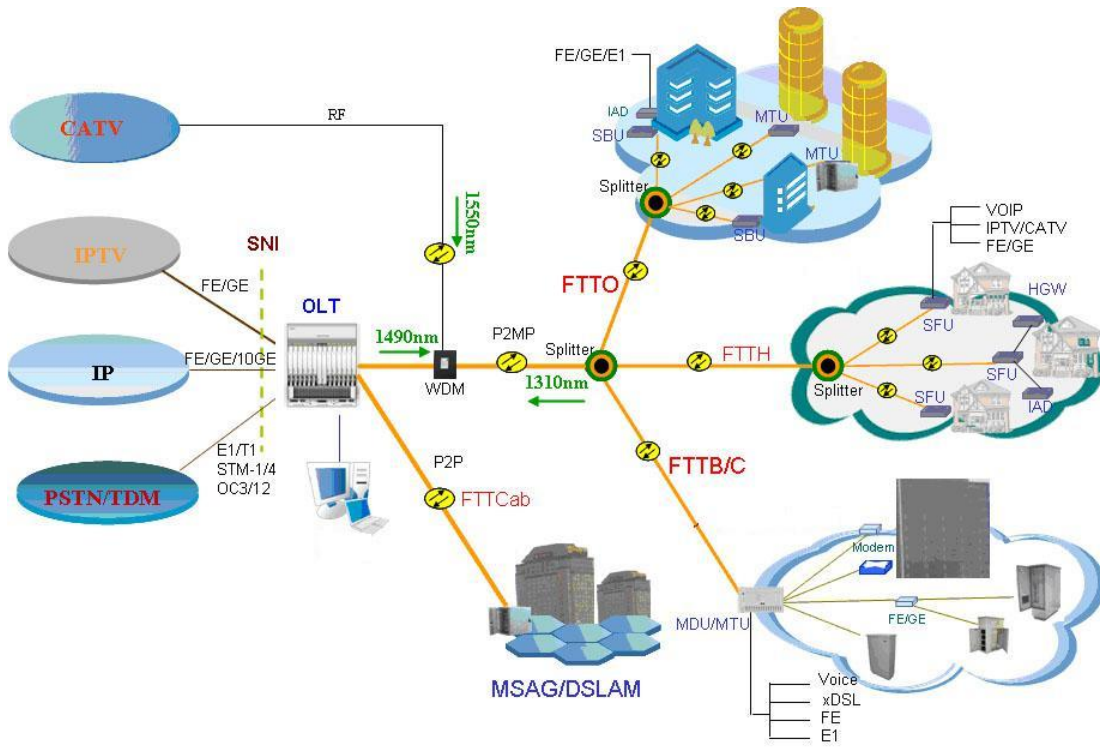 FE/GE/E1
CATV
RF
IAD
SBU
MTU
MTU
Splitter
SBU
1550nm
VOIP
IPTV/CATV
FE/GE
IPTV
SNI
FE/GE
OLT
FTTO
HGW
SFU
1490nm
P2MP
Splitter
FTTH
IP
FE/GE/10GE
WDM
1310nm
Splitter
SFU
SFU
IAD
E1/T1
STM-1/4
OC3/12
PSTN/TDM
P2P
FTTCab
FTTB/C
Modem
FE/GE
MDU/MTU
MSAG/DSLAM
Voice
xDSL
FE
E1